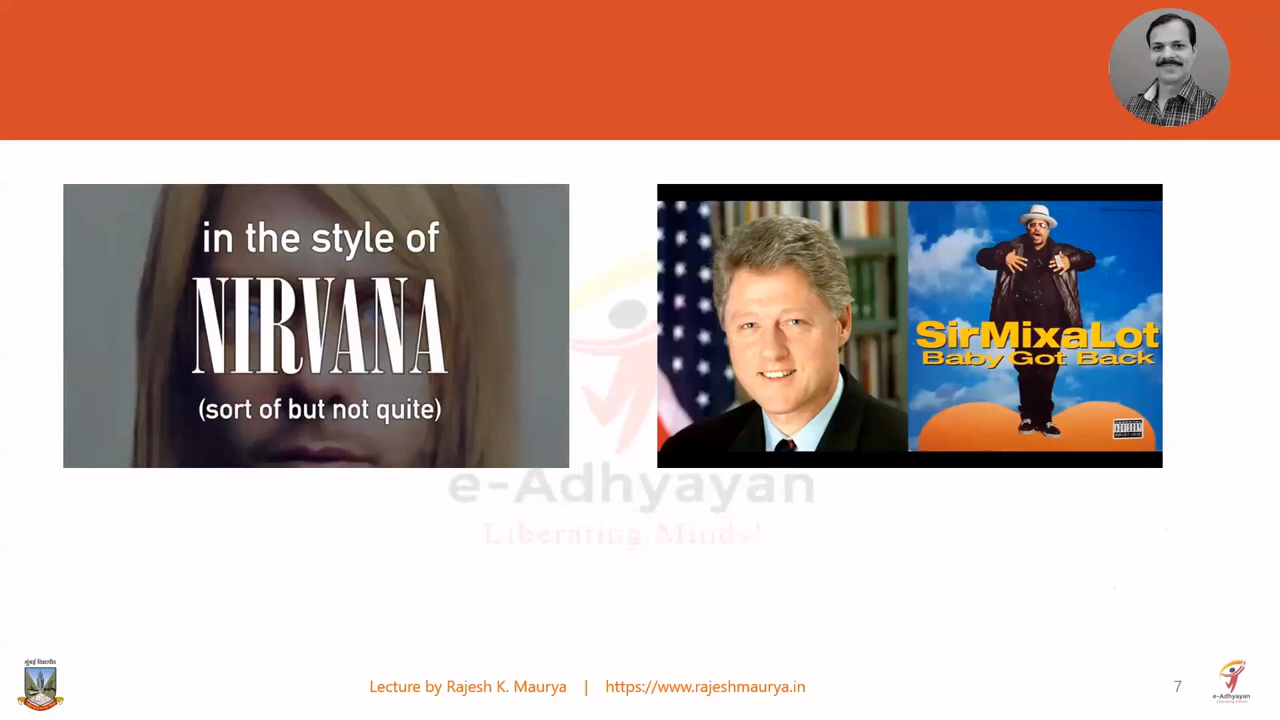 in the style of
NIRVANA
(sort of but not quite)
SirMixaLot
Baby Got Back
e-Adhyayan
Liberating Minds!
Lecture by Rajesh K. Maurya | https://www.rajeshmaurya.in
7
e-Adhyayan